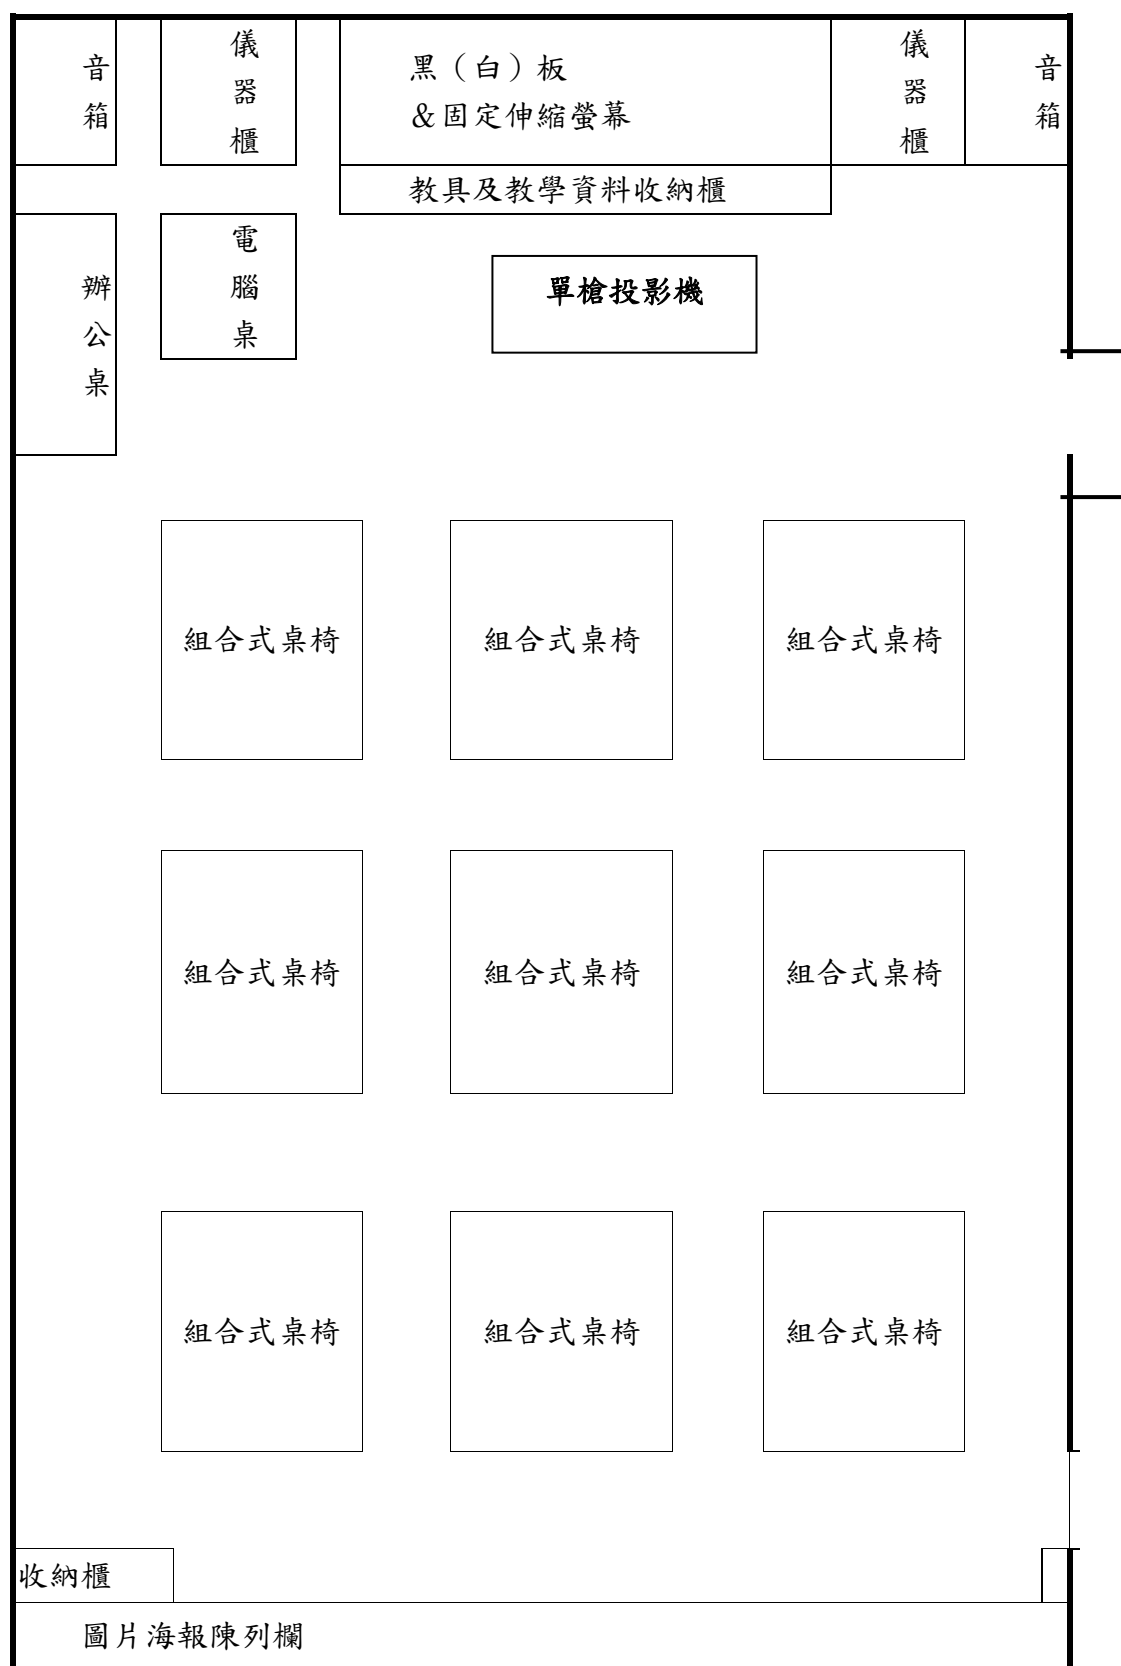 音箱
儀器櫃
黑（白）板
＆固定伸縮螢幕
儀器櫃
音箱
教具及教學資料收納櫃
辦公桌
電腦桌
單槍投影機
組合式桌椅
組合式桌椅
組合式桌椅
組合式桌椅
組合式桌椅
組合式桌椅
組合式桌椅
組合式桌椅
組合式桌椅
收納櫃
圖片海報陳列欄